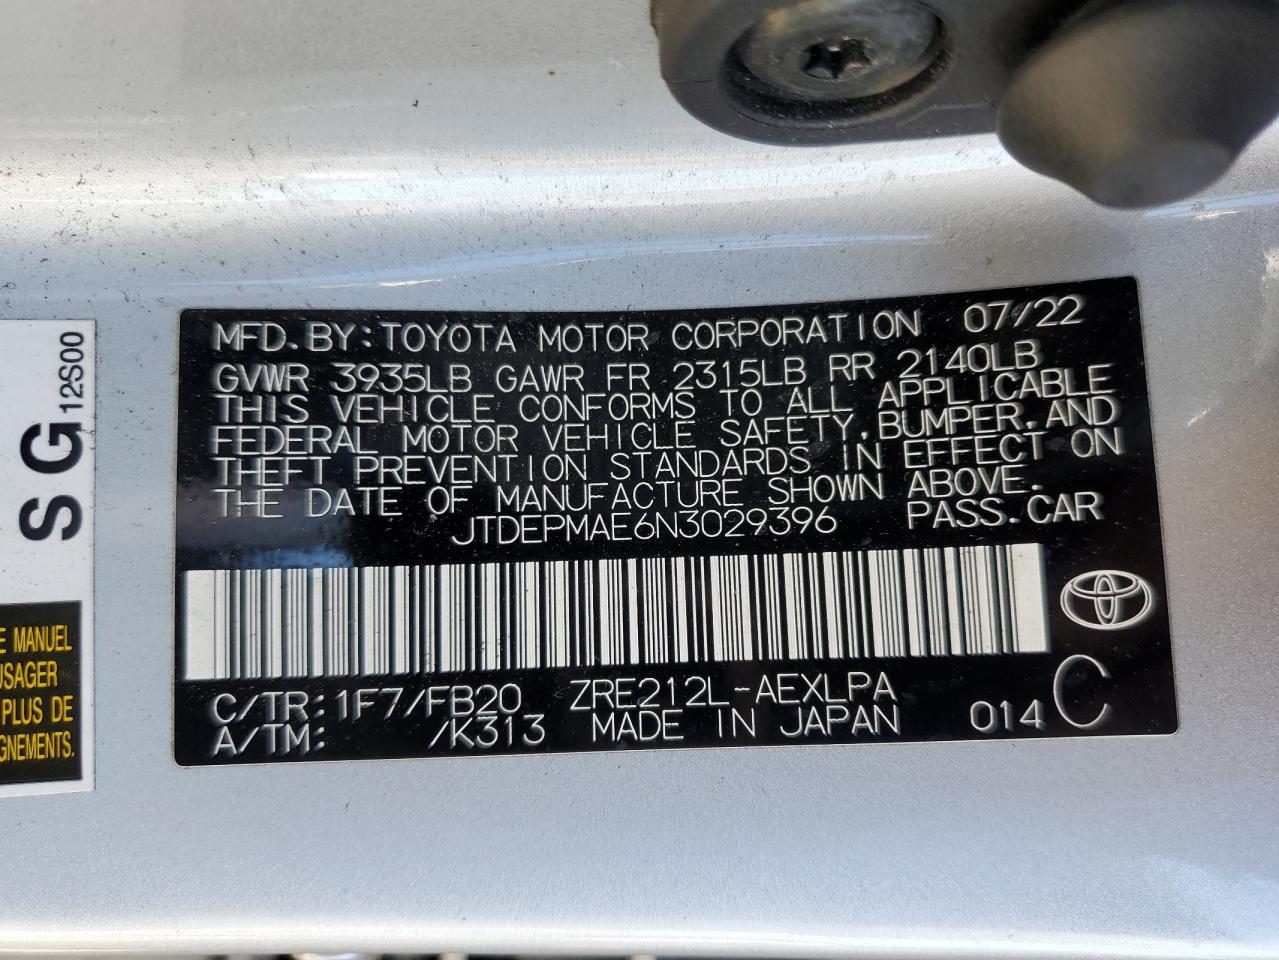 MFD. BY: TOYOTA MOTOR CORPORATION 07/22
GVWR 3935LB GAWR FR 2315LB RR 2140LB
THIS VEHICLE CONFORMS TO ALL APPLICABLE
FEDERAL MOTOR VEHICLE SAFETY, BUMPER, AND
THEFT PREVENTION STANDARDS IN EFFECT ON
THE DATE OF MANUFACTURE SHOWN ABOVE.
JTDEPMAE6N3029396 PASS. CAR
C/TR: 1F7/FB20 ZRE212L-AEXLPA
A/TM: /K313 MADE IN JAPAN 014 C
SG12S00
E MANUEL
USAGER
PLUS DE
GNEMENTS.